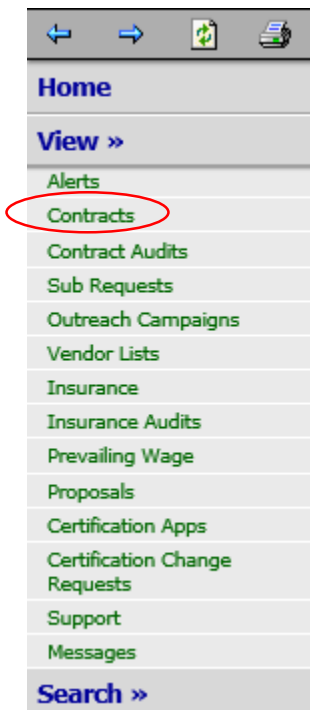 Home
View »
Alerts
Contracts
Contract Audits
Sub Requests
Outreach Campaigns
Vendor Lists
Insurance
Insurance Audits
Prevailing Wage
Proposals
Certification Apps
Certification Change
Requests
Support
Messages
Search »